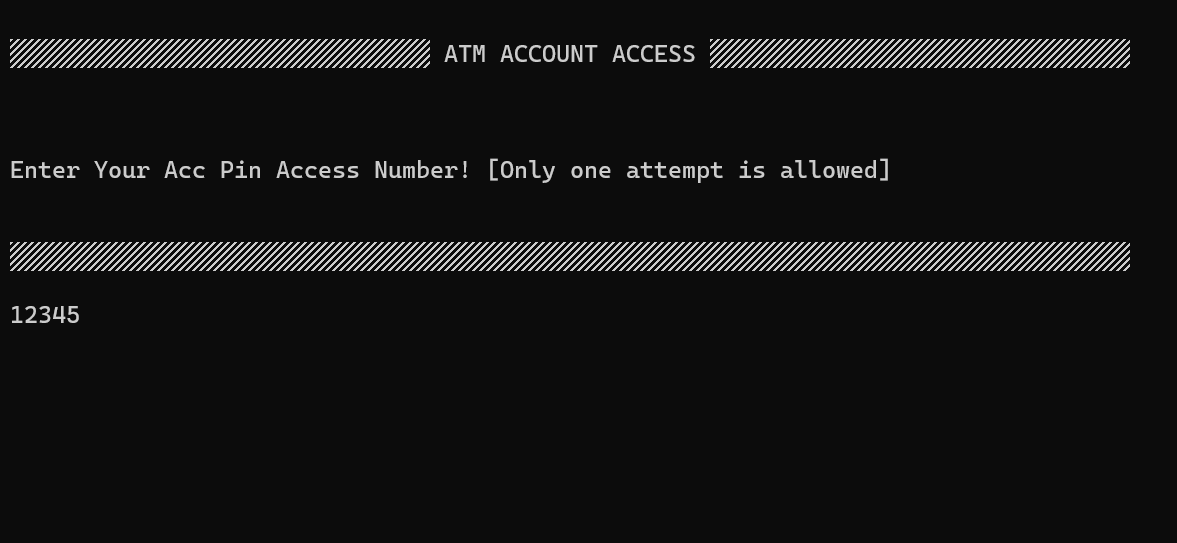 ATM ACCOUNT ACCESS
Enter Your Acc Pin Access Number! [Only one attempt is allowed]
12345